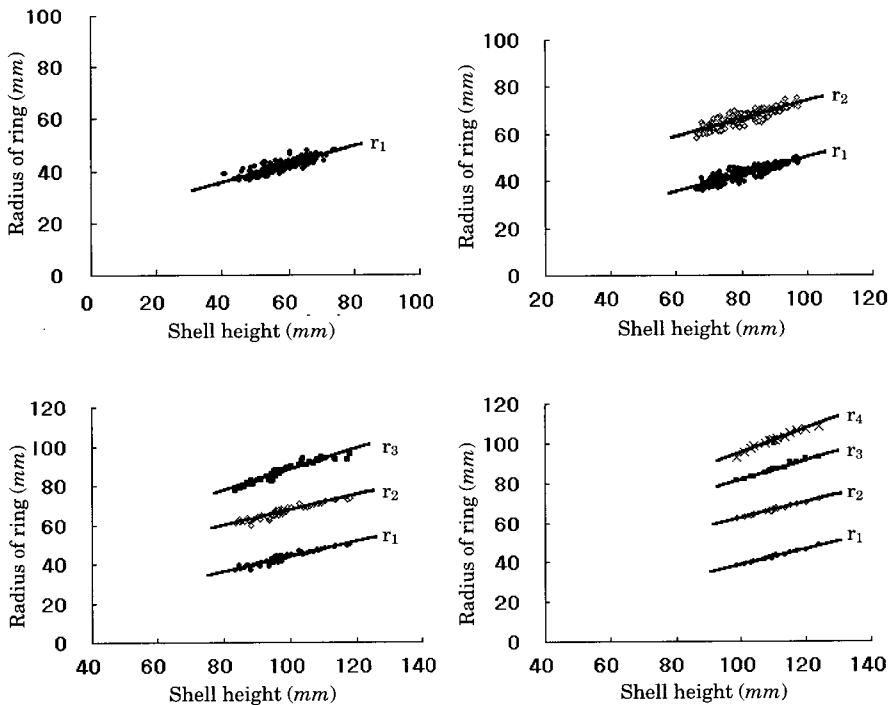 100
80
60
40
20
0
Radius of ring (mm)
r1
0 20 40 60 80 100
Shell height (mm)
100
80
60
40
20
0
Radius of ring (mm)
r2
r1
20 40 60 80 100 120
Shell height (mm)
120
100
80
60
40
20
0
Radius of ring (mm)
r3
r2
r1
40 60 80 100 120 140
Shell height (mm)
120
100
80
60
40
20
0
Radius of ring (mm)
r4
r3
r2
r1
40 60 80 100 120 140
Shell height (mm)